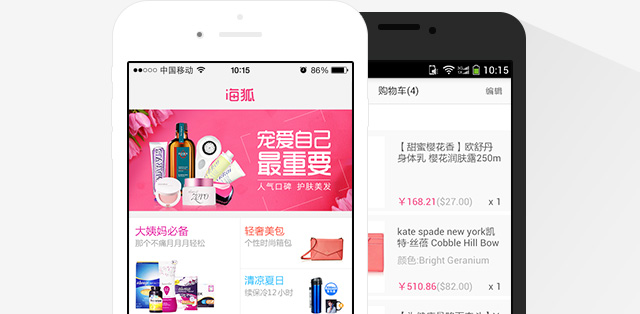 中国移动
10:15
86%
海狐
宠爱自己
最重要
人气口碑 护肤美发
大姨妈必备
那个不痛月月月轻松
轻奢美包
个性时尚箱包
清凉夏日
续保冷12小时
10:15
购物车(4)
编辑
【甜蜜樱花香】欧舒丹
身体乳 樱花润肤露250m
￥168.21($27.00)
x 1
kate spade new york凯
特·丝蓓 Cobble Hill Bow
颜色:Bright Geranium
￥510.86($82.00)
x 1